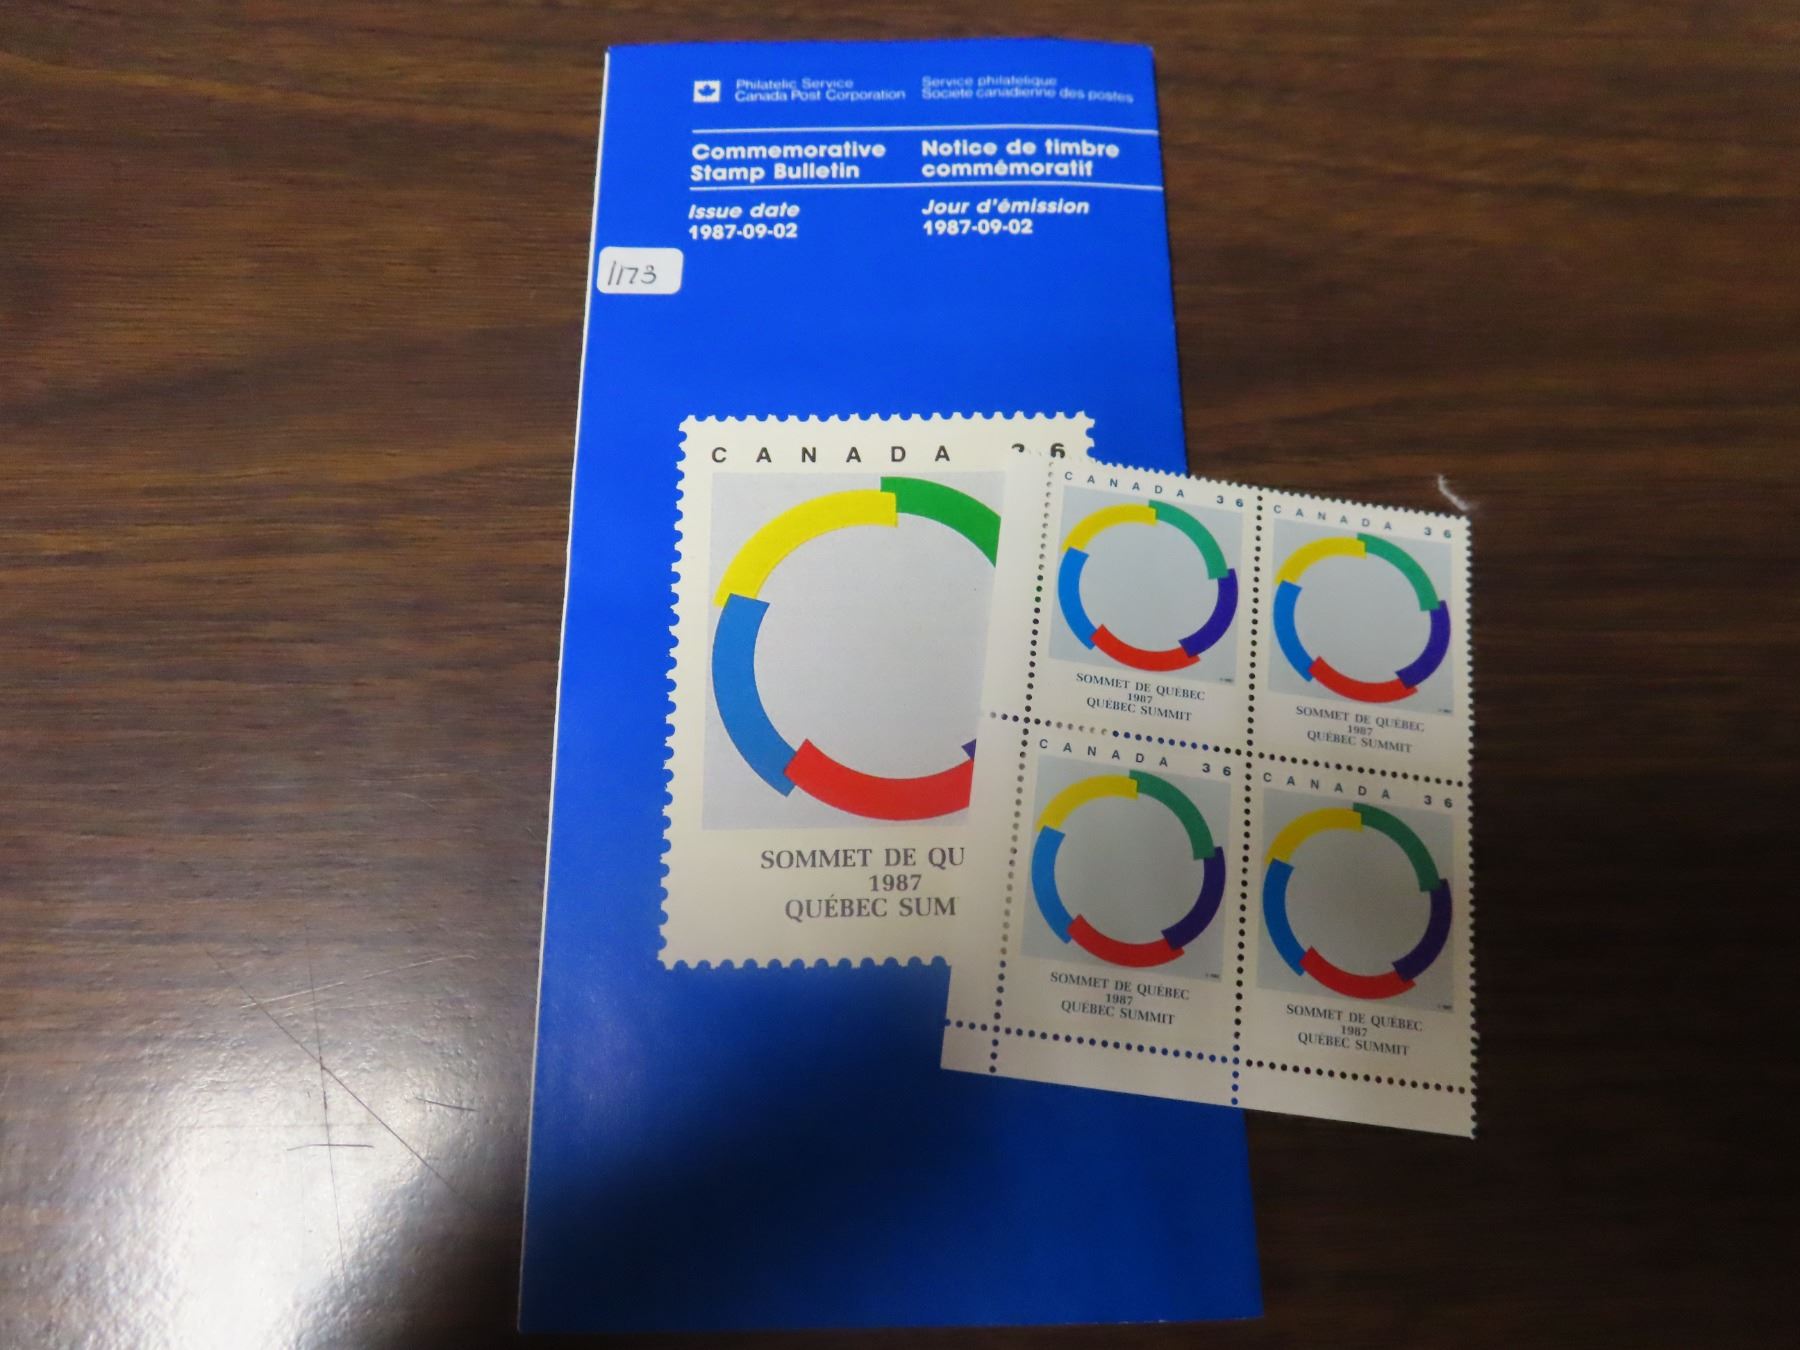 Philatelic Service
Canada Post Corporation
Service philatélique
Société canadienne des postes
Commemorative
Stamp Bulletin
Notice de timbre
commémoratif
Issue date
1987-09-02
Jour d'émission
1987-09-02
1173
CANADA 36
SOMMET DE QU
1987
QUÉBEC SUM
CANADA 36
SOMMET DE QUÉBEC
1987
QUÉBEC SUMMIT
CANADA 36
SOMMET DE QUÉBEC
1987
QUÉBEC SUMMIT
CANADA 36
SOMMET DE QUÉBEC
1987
QUÉBEC SUMMIT
CANADA 36
SOMMET DE QUÉBEC
1987
QUÉBEC SUMMIT